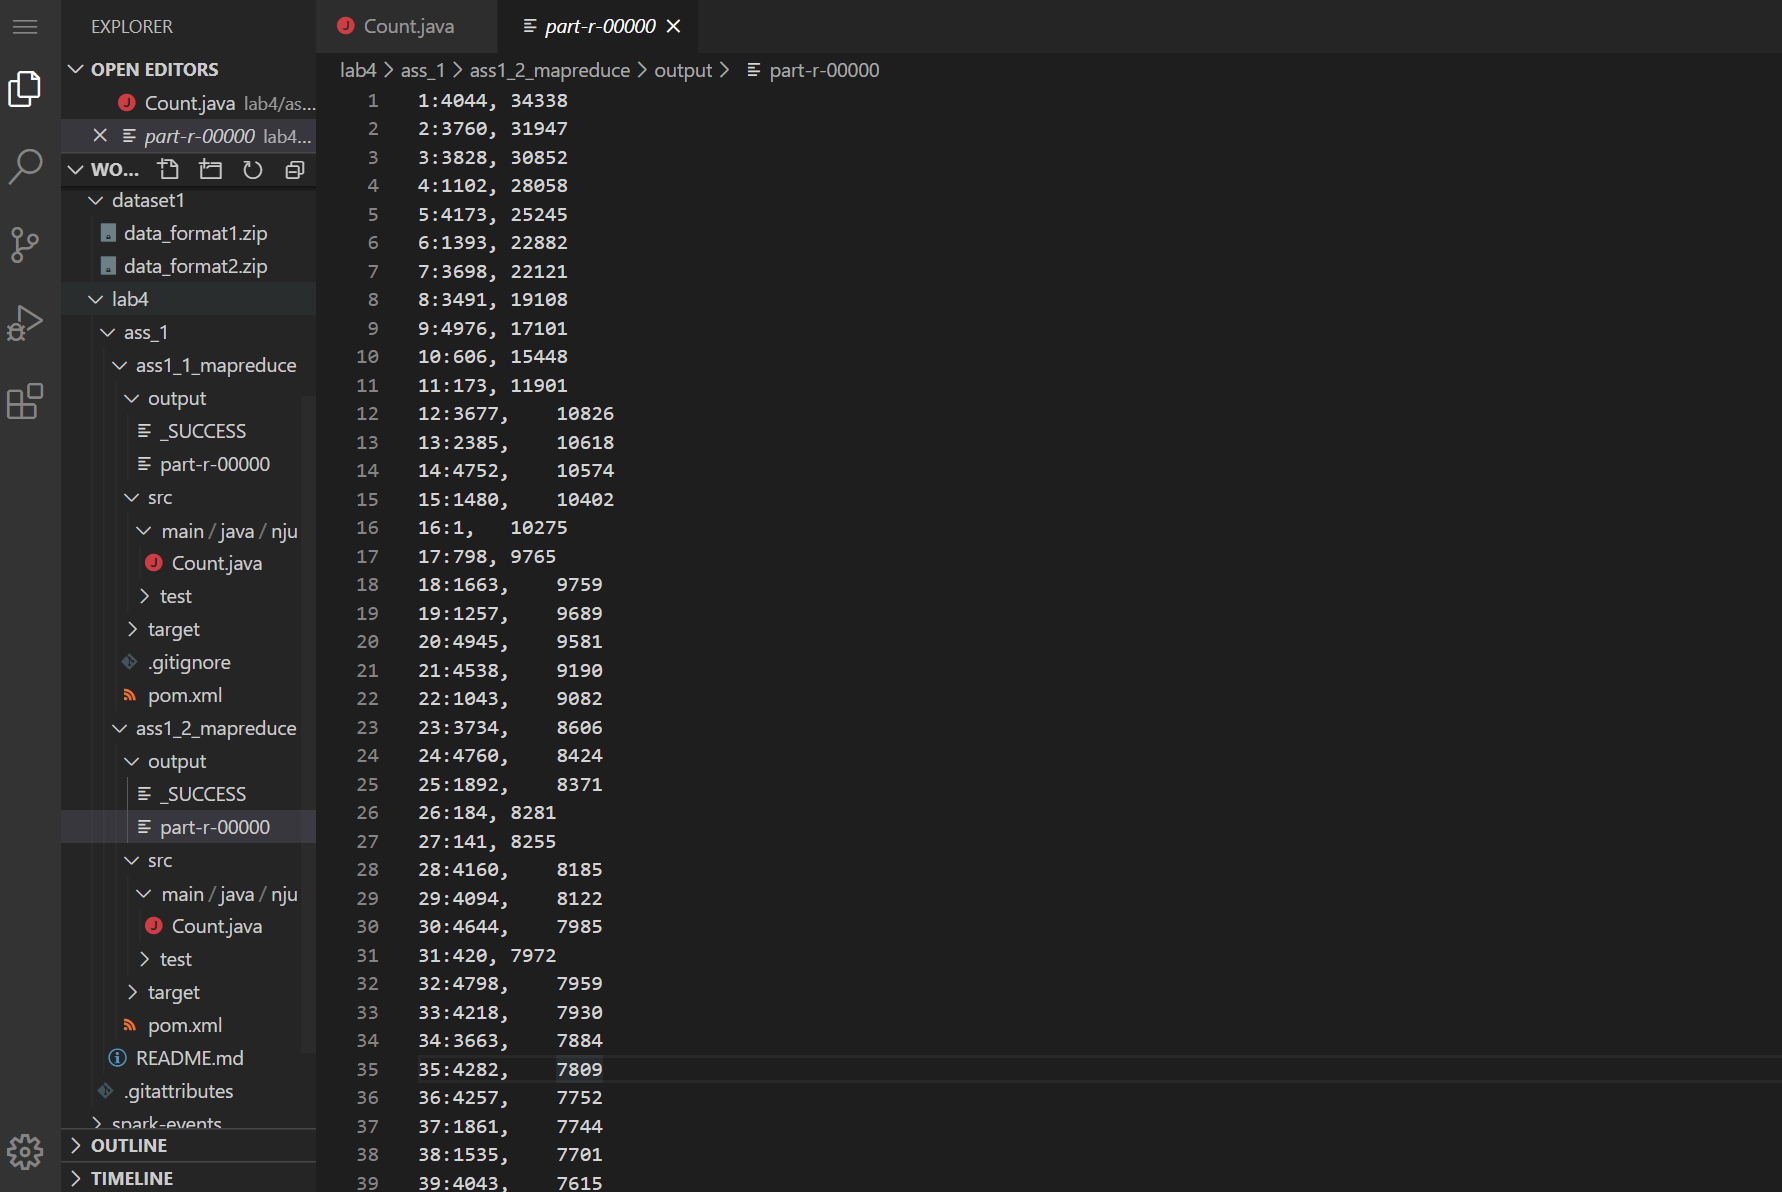 EXPLORER
OPEN EDITORS
Count.java lab4/as...
part-r-00000 lab4...
WO...
dataset1
data_format1.zip
data_format2.zip
lab4
ass_1
ass1_1_mapreduce
output
_SUCCESS
part-r-00000
src
main / java / nju
Count.java
test
target
.gitignore
pom.xml
ass1_2_mapreduce
output
_SUCCESS
part-r-00000
src
main / java / nju
Count.java
test
target
pom.xml
README.md
.gitattributes
spark-events
OUTLINE
TIMELINE
Count.java
part-r-00000
lab4 > ass_1 > ass1_2_mapreduce > output > part-r-00000
1 1:4044, 34338
2 2:3760, 31947
3 3:3828, 30852
4 4:1102, 28058
5 5:4173, 25245
6 6:1393, 22882
7 7:3698, 22121
8 8:3491, 19108
9 9:4976, 17101
10 10:606, 15448
11 11:173, 11901
12 12:3677, 10826
13 13:2385, 10618
14 14:4752, 10574
15 15:1480, 10402
16 16:1, 10275
17 17:798, 9765
18 18:1663, 9759
19 19:1257, 9689
20 20:4945, 9581
21 21:4538, 9190
22 22:1043, 9082
23 23:3734, 8606
24 24:4760, 8424
25 25:1892, 8371
26 26:184, 8281
27 27:141, 8255
28 28:4160, 8185
29 29:4094, 8122
30 30:4644, 7985
31 31:420, 7972
32 32:4798, 7959
33 33:4218, 7930
34 34:3663, 7884
35 35:4282, 7809
36 36:4257, 7752
37 37:1861, 7744
38 38:1535, 7701
39 39:4043, 7615